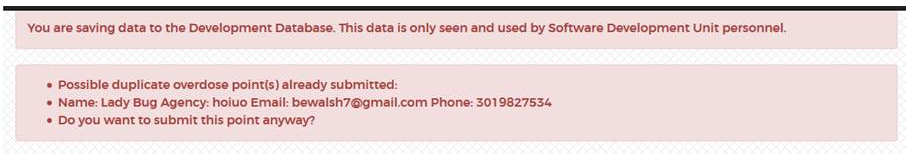 You are saving data to the Development Database. This data is only seen and used by Software Development Unit personnel.
• Possible duplicate overdose point(s) already submitted:
• Name: Lady Bug Agency: hoiuo Email: bewalsh7@gmail.com Phone: 3019827534
• Do you want to submit this point anyway?